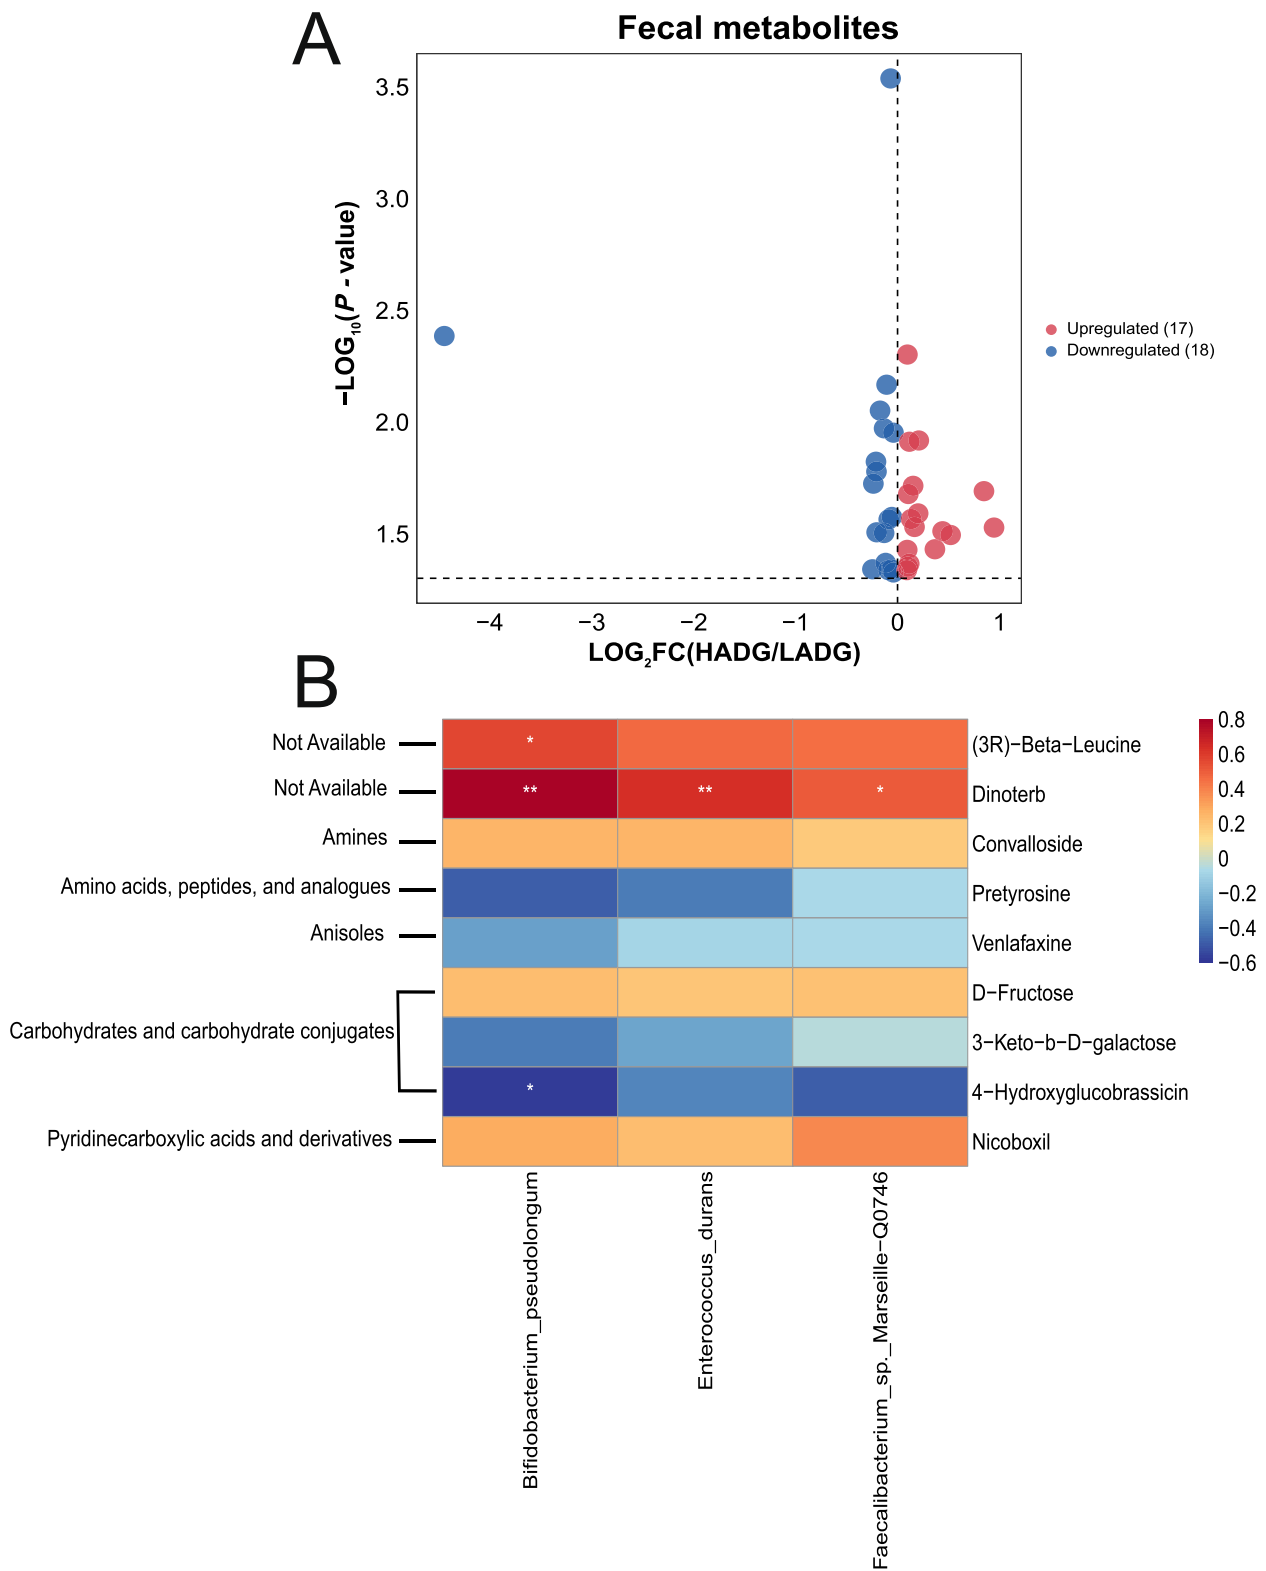 A
Fecal metabolites
−LOG10(P - value)
3.5
3.0
2.5
2.0
1.5
−4 −3 −2 −1 0 1
LOG2FC(HADG/LADG)
Upregulated (17)
Downregulated (18)
B
Not Available
Not Available
Amines
Amino acids, peptides, and analogues
Anisoles
Carbohydrates and carbohydrate conjugates
Pyridinecarboxylic acids and derivatives
*
** ** *
*
(3R)−Beta−Leucine
Dinoterb
Convalloside
Pretyrosine
Venlafaxine
D−Fructose
3−Keto−b−D−galactose
4−Hydroxyglucobrassicin
Nicoboxil
0.8
0.6
0.4
0.2
0
−0.2
−0.4
−0.6
Bifidobacterium_pseudolongum
Enterococcus_durans
Faecalibacterium_sp._Marseille−Q0746